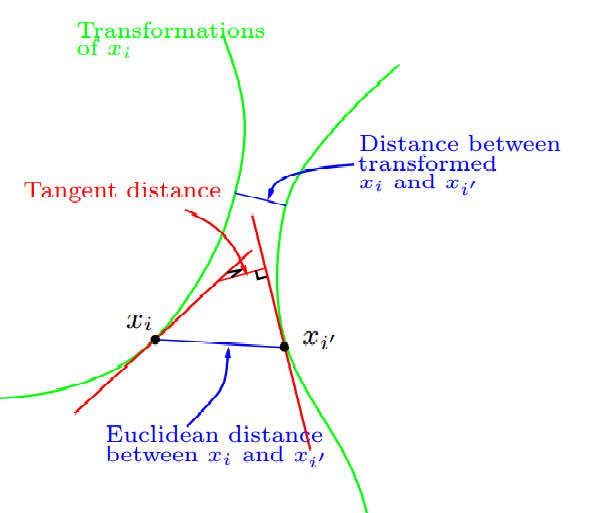 Transformations
of $x_i$
Distance between
transformed
$x_i$ and $x_{i'}$
Tangent distance
$x_i$
$x_{i'}$
Euclidean distance
between $x_i$ and $x_{i'}$